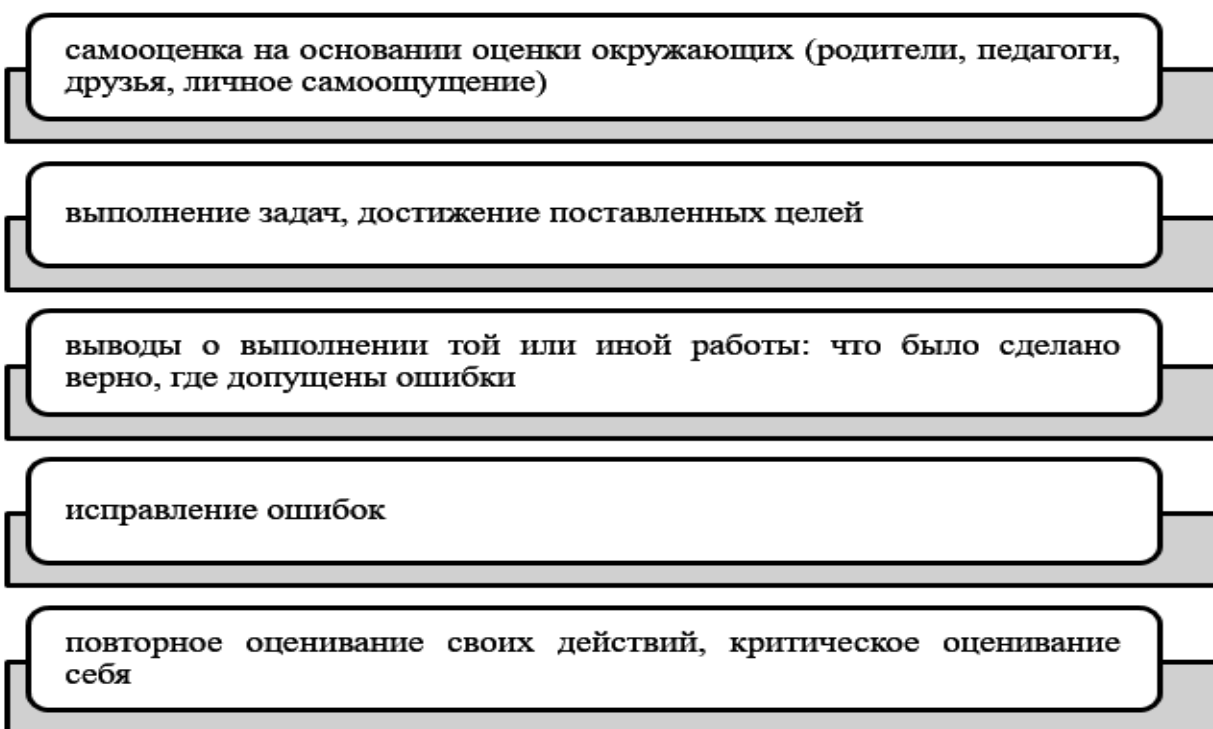 самооценка на основании оценки окружающих (родители, педагоги,
друзья, личное самоощущение)
выполнение задач, достижение поставленных целей
выводы о выполнении той или иной работы: что было сделано
верно, где допущены ошибки
исправление ошибок
повторное оценивание своих действий, критическое оценивание
себя